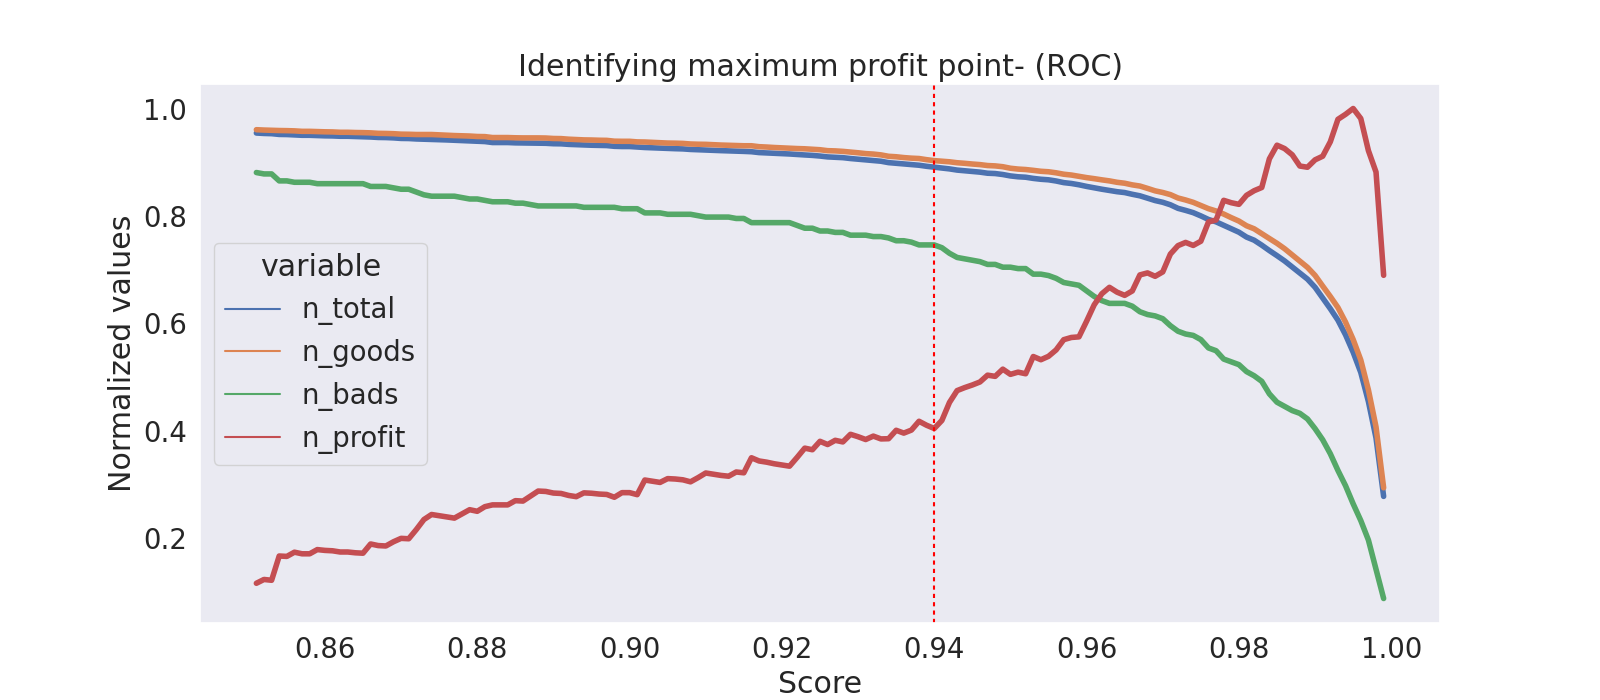 Identifying maximum profit point- (ROC)
Normalized values
1.0
0.8
0.6
0.4
0.2
variable
n_total
n_goods
n_bads
n_profit
0.86 0.88 0.90 0.92 0.94 0.96 0.98 1.00
Score